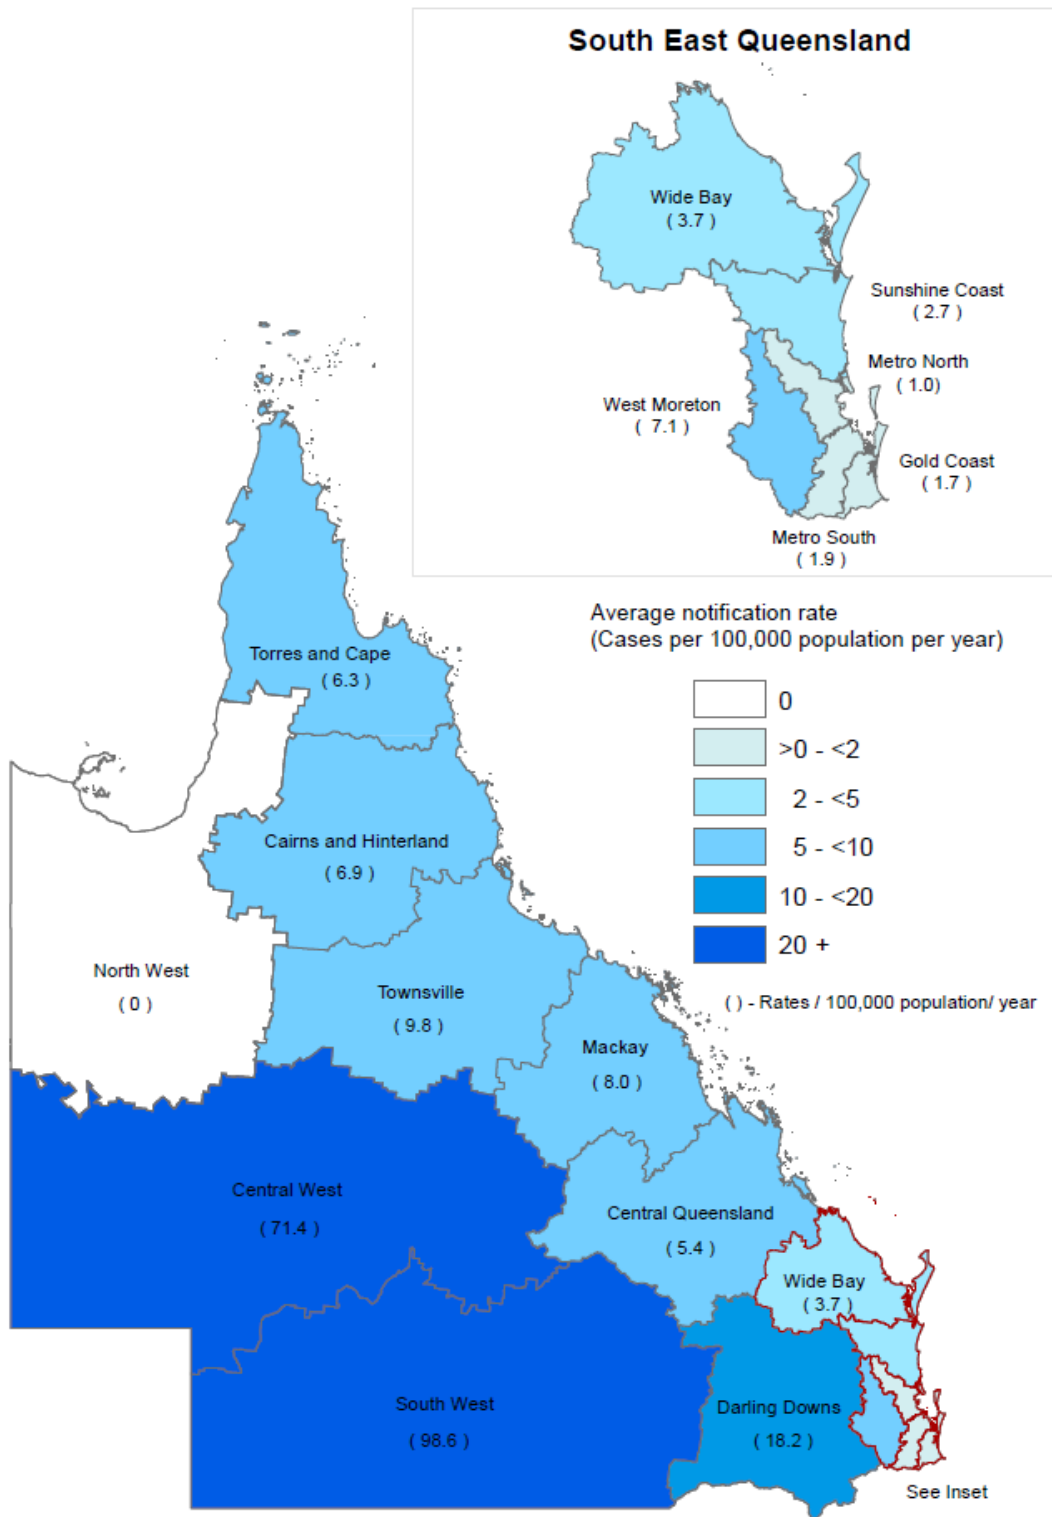 South East Queensland
Wide Bay
( 3.7 )
Sunshine Coast
( 2.7 )
Metro North
( 1.0)
West Moreton
( 7.1 )
Gold Coast
( 1.7 )
Metro South
( 1.9 )
Average notification rate
(Cases per 100,000 population per year)
0
>0 - <2
2 - <5
5 - <10
10 - <20
20 +
( ) - Rates / 100,000 population/ year
Torres and Cape
( 6.3 )
Cairns and Hinterland
( 6.9 )
North West
( 0 )
Townsville
( 9.8 )
Mackay
( 8.0 )
Central West
( 71.4 )
Central Queensland
( 5.4 )
Wide Bay
( 3.7 )
South West
( 98.6 )
Darling Downs
( 18.2 )
See Inset